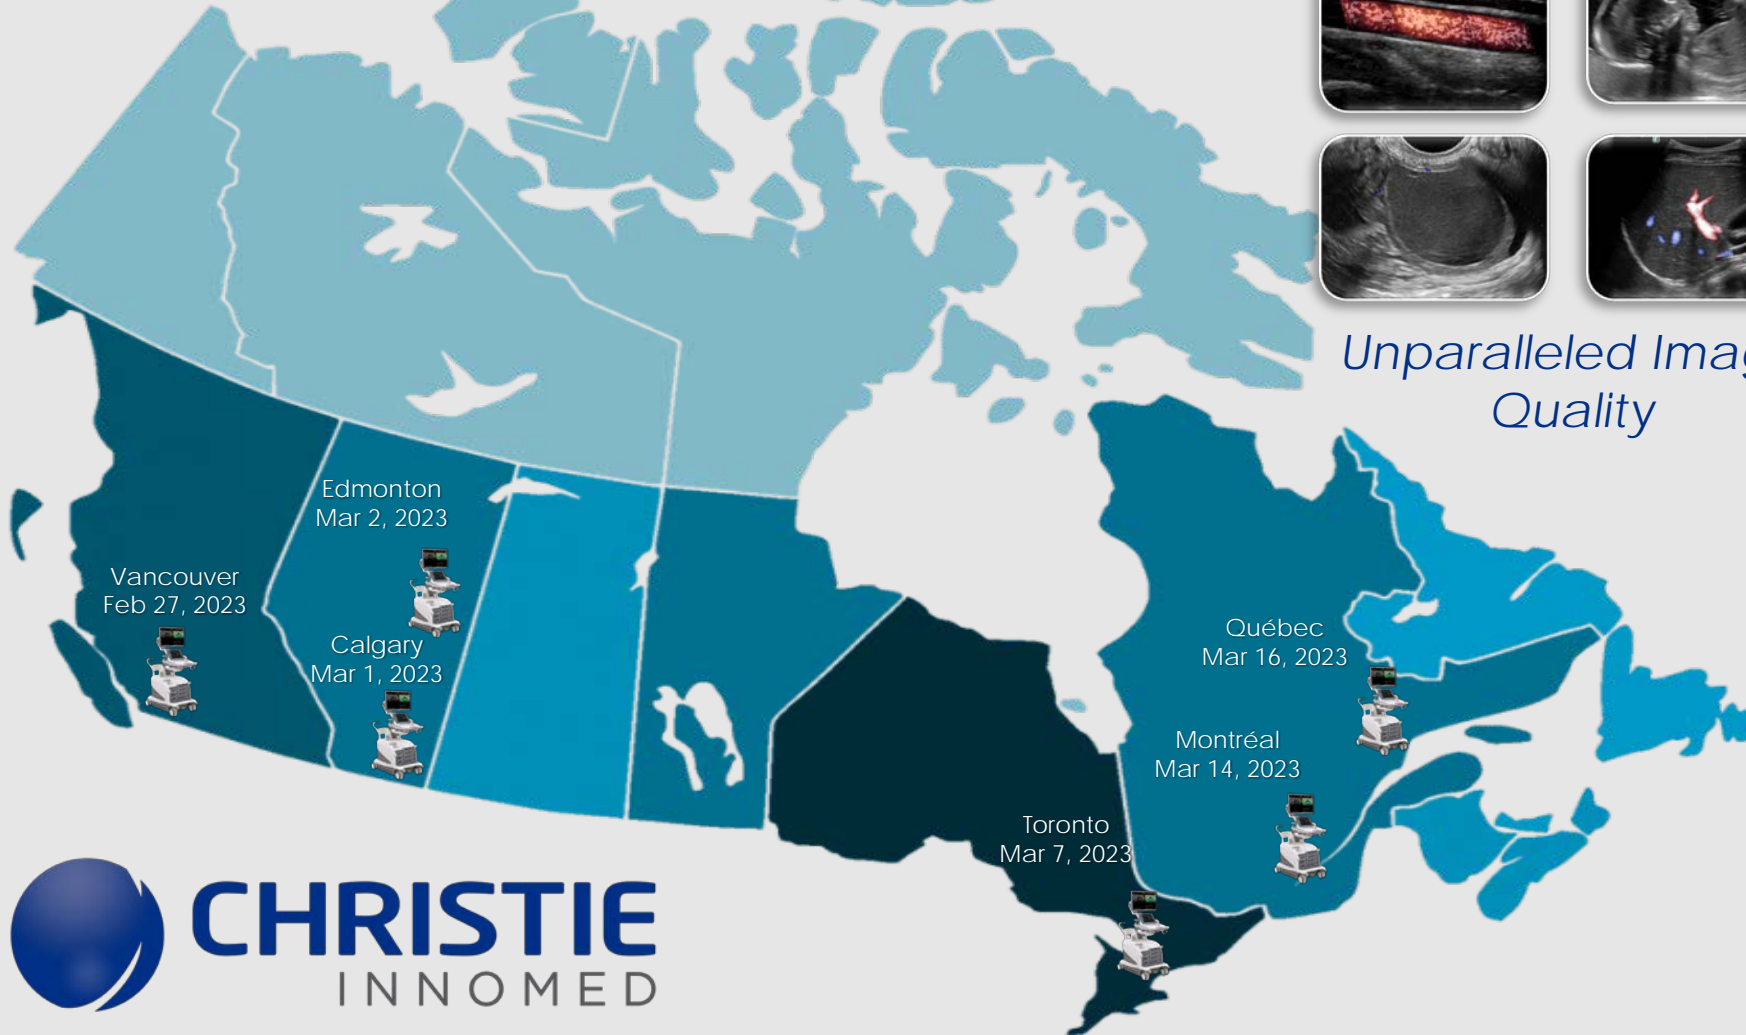 Unparalleled Imag
Quality
Edmonton
Mar 2, 2023
Vancouver
Feb 27, 2023
Calgary
Mar 1, 2023
Québec
Mar 16, 2023
Montréal
Mar 14, 2023
Toronto
Mar 7, 2023
CHRISTIE
INNOMED